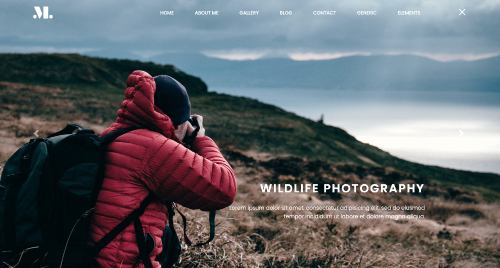 .M.
HOME ABOUT ME GALLERY BLOG CONTACT GENERIC ELEMENTS
WILDLIFE PHOTOGRAPHY
Lorem ipsum dolor sit amet, consectetur adipiscing elit, sed do eiusmod
tempor incididunt ut labore et dolore magna aliqua.